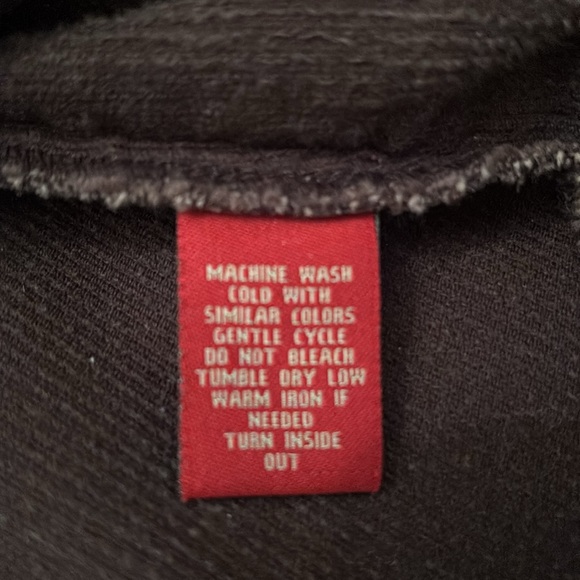 MACHINE WASH
COLD WITH
SIMILAR COLORS
GENTLE CYCLE
DO NOT BLEACH
TUMBLE DRY LOW
WARM IRON IF
NEEDED
TURN INSIDE
OUT